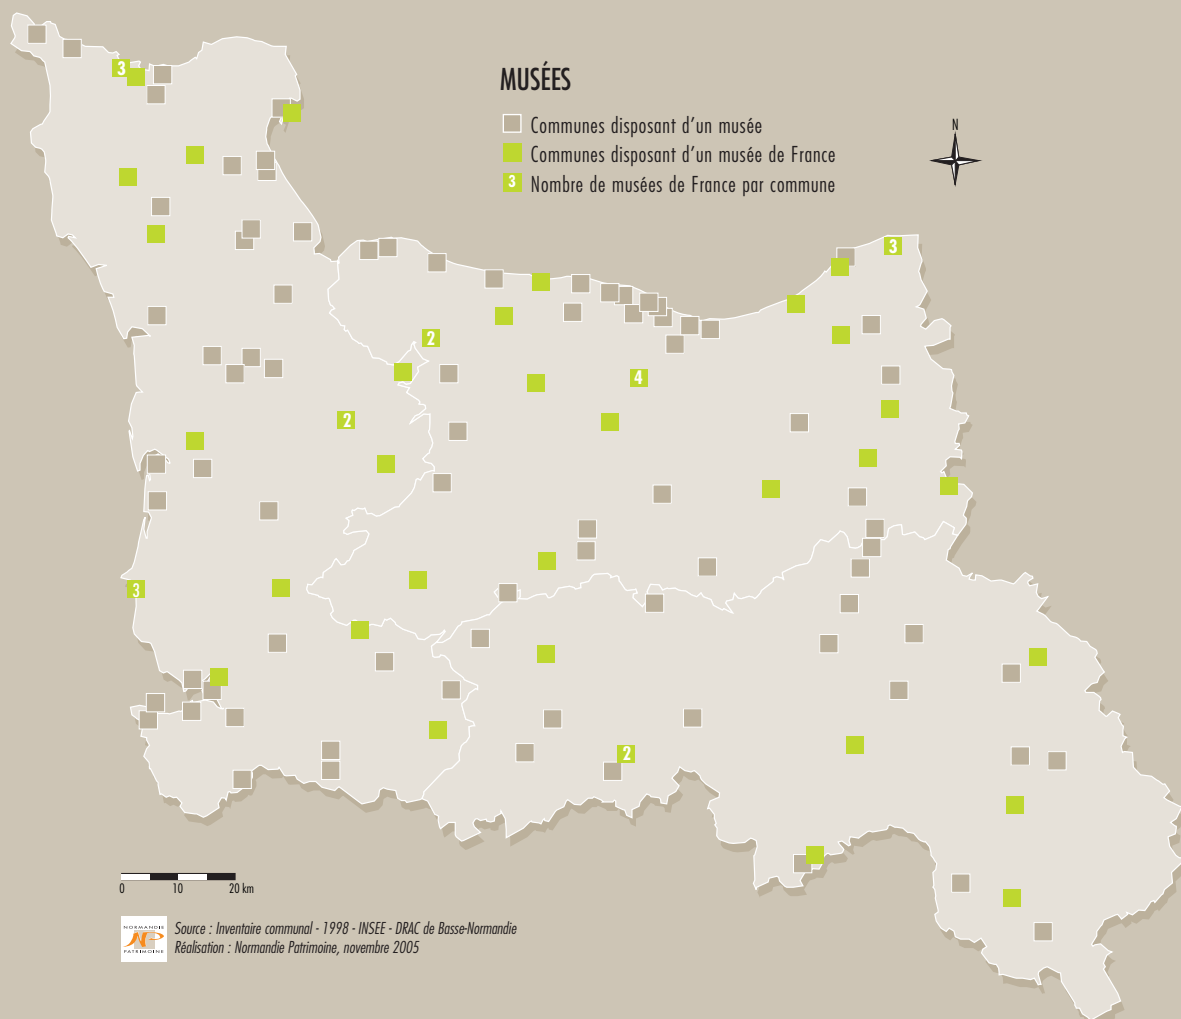 MUSÉES
Communes disposant d'un musée
Communes disposant d'un musée de France
3 Nombre de musées de France par commune
N
3
3
2
4
2
3
2
0 10 20 km
NORMANDIE
PATRIMOINE
Source : Inventaire communal - 1998 - INSEE - DRAC de Basse-Normandie
Réalisation : Normandie Patrimoine, novembre 2005